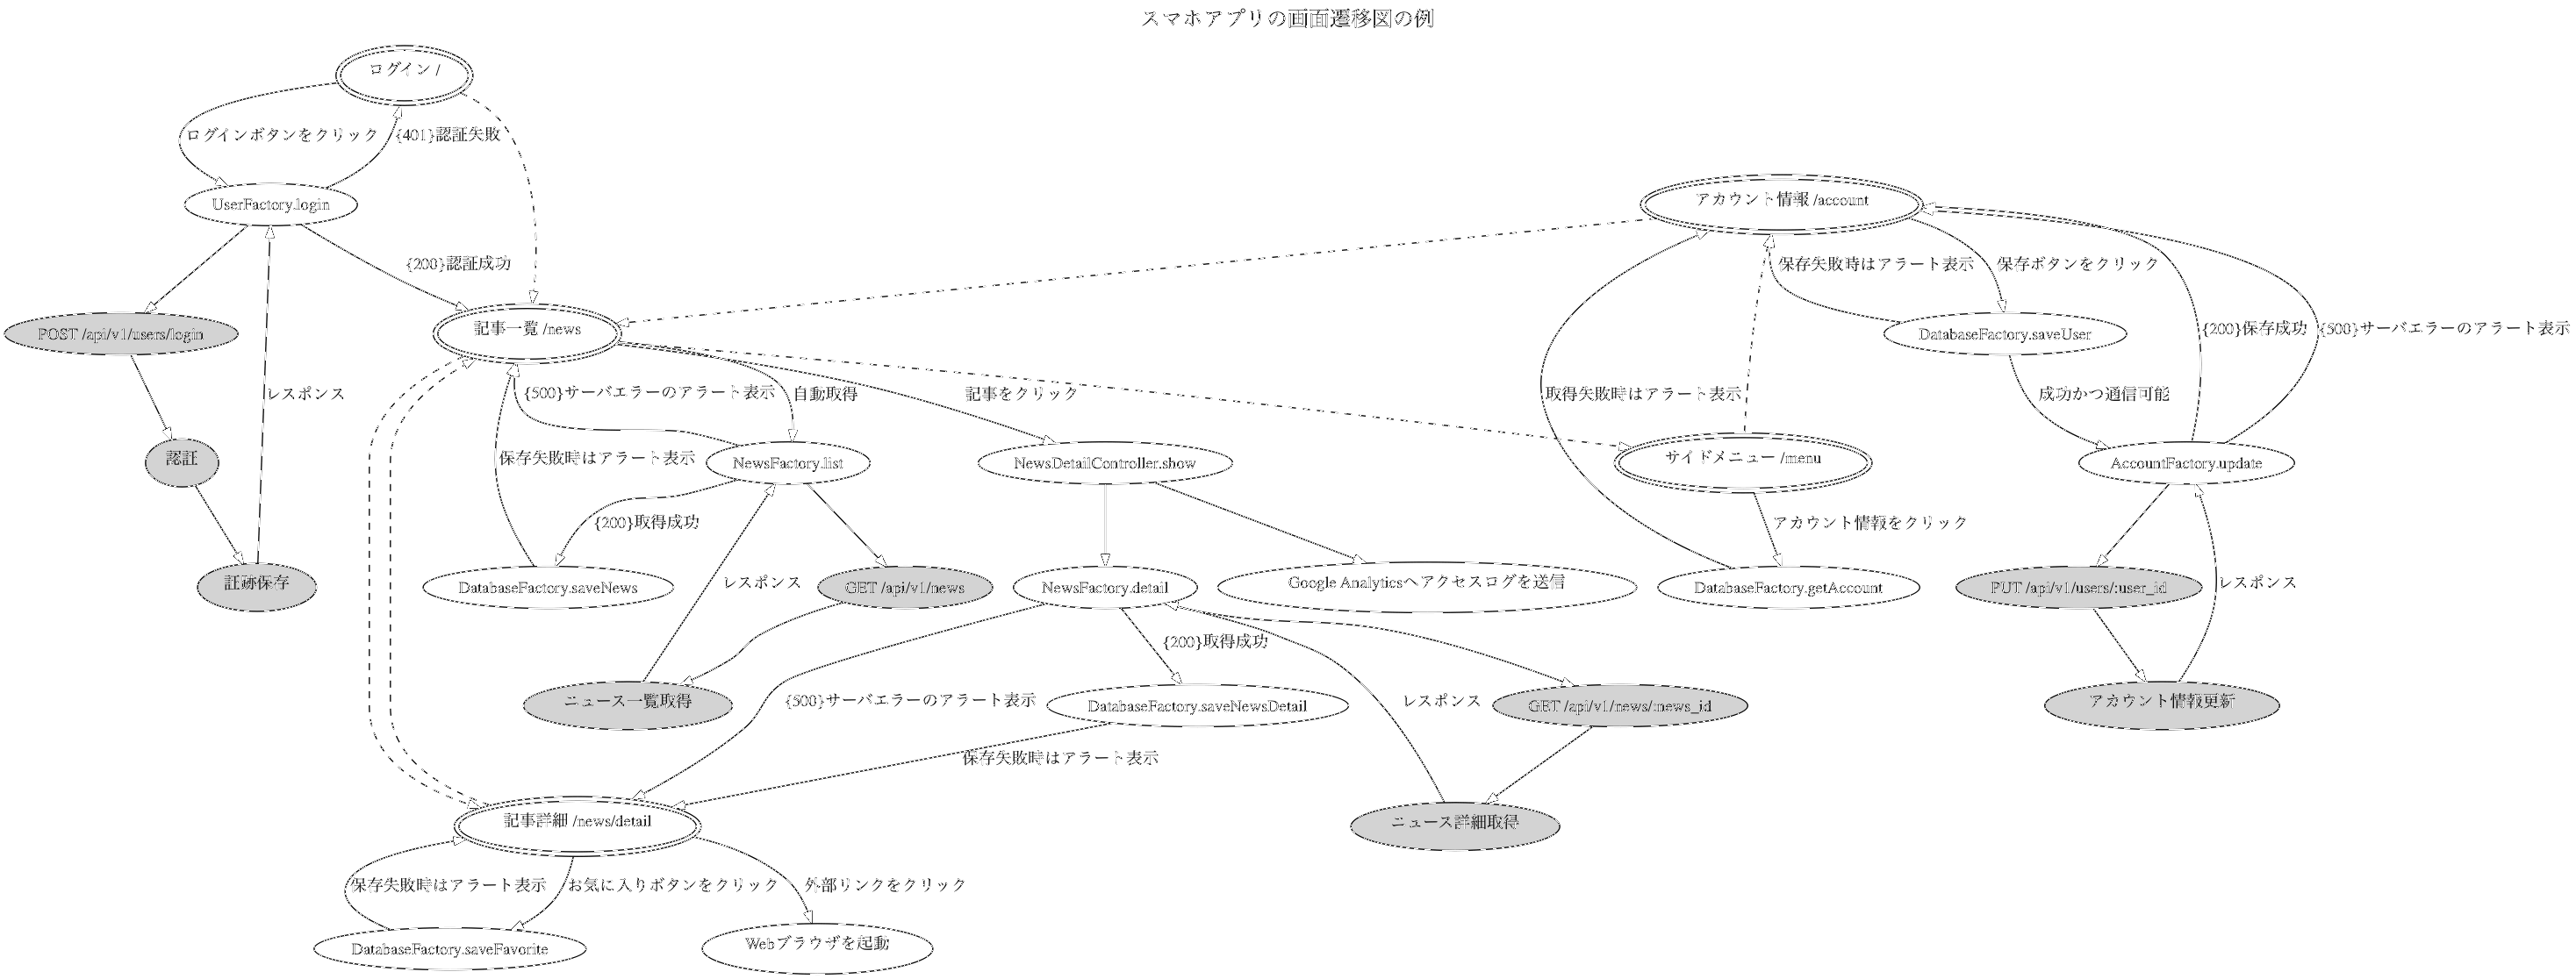 スマホアプリの画面遷移図の例
ログイン /
ログインボタンをクリック
{401}認証失敗
UserFactory.login
アカウント情報 /account
{200}認証成功
保存失敗時はアラート表示
保存ボタンをクリック
POST /api/v1/users/login
記事一覧 /news
DatabaseFactory.saveUser
{200}保存成功
{500}サーバエラーのアラート表示
レスポンス
{500}サーバエラーのアラート表示
自動取得
記事をクリック
取得失敗時はアラート表示
成功かつ通信可能
認証
保存失敗時はアラート表示
NewsFactory.list
NewsDetailController.show
サイドメニュー /menu
AccountFactory.update
{200}取得成功
アカウント情報をクリック
証跡保存
DatabaseFactory.saveNews
レスポンス
GET /api/v1/news
NewsFactory.detail
Google Analyticsへアクセスログを送信
DatabaseFactory.getAccount
PUT /api/v1/users/:user_id
レスポンス
{200}取得成功
ニュース一覧取得
{500}サーバエラーのアラート表示
DatabaseFactory.saveNewsDetail
レスポンス
GET /api/v1/news/:news_id
アカウント情報更新
保存失敗時はアラート表示
記事詳細 /news/detail
ニュース詳細取得
保存失敗時はアラート表示
お気に入りボタンをクリック
外部リンクをクリック
DatabaseFactory.saveFavorite
Webブラウザを起動